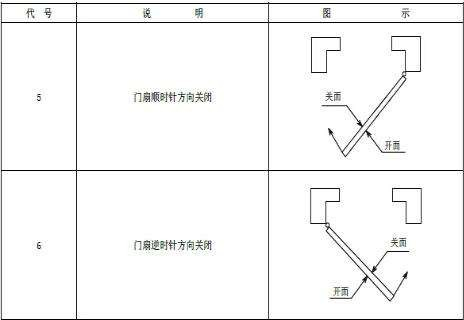 代 号 说 明 图 示
5 门扇顺时针方向关闭
关面
开面
6 门扇逆时针方向关闭
关面
开面